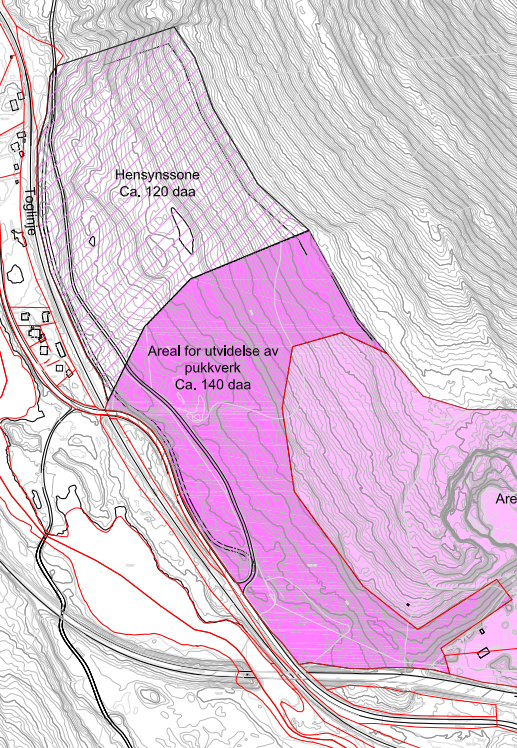 Hensynssone
Ca. 120 daa
Toglinje
Areal for utvidelse av
pukkverk
Ca. 140 daa
Are